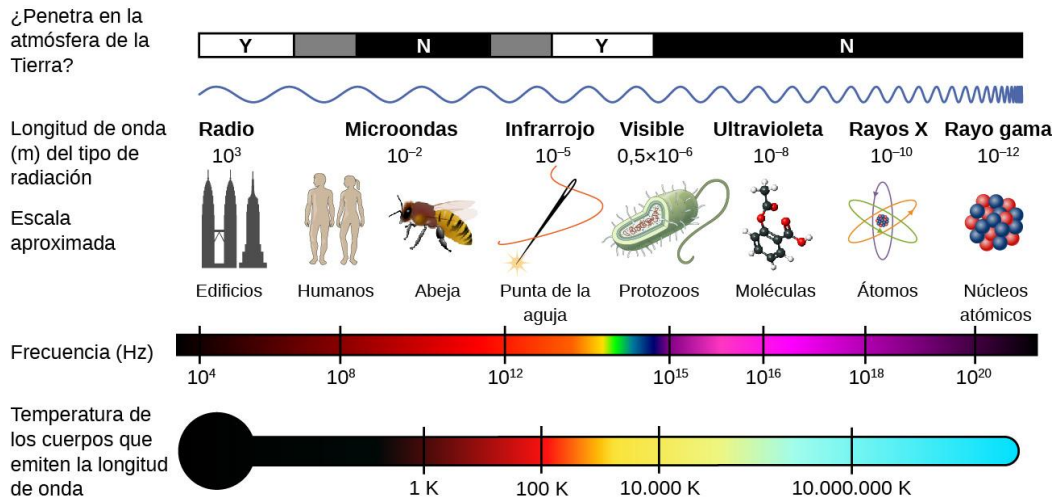 ¿Penetra en la
atmósfera de la
Tierra?
Y N Y N
Longitud de onda
(m) del tipo de
radiación
Radio Microondas Infrarrojo Visible Ultravioleta Rayos X Rayo gama
10³ 10⁻² 10⁻⁵ 0,5×10⁻⁶ 10⁻⁸ 10⁻¹⁰ 10⁻¹²
Escala
aproximada
Edificios Humanos Abeja Punta de la aguja Protozoos Moléculas Átomos Núcleos atómicos
Frecuencia (Hz)
10⁴ 10⁸ 10¹² 10¹⁵ 10¹⁶ 10¹⁸ 10²⁰
Temperatura de
los cuerpos que
emiten la longitud
de onda
1 K 100 K 10.000 K 10.000.000 K